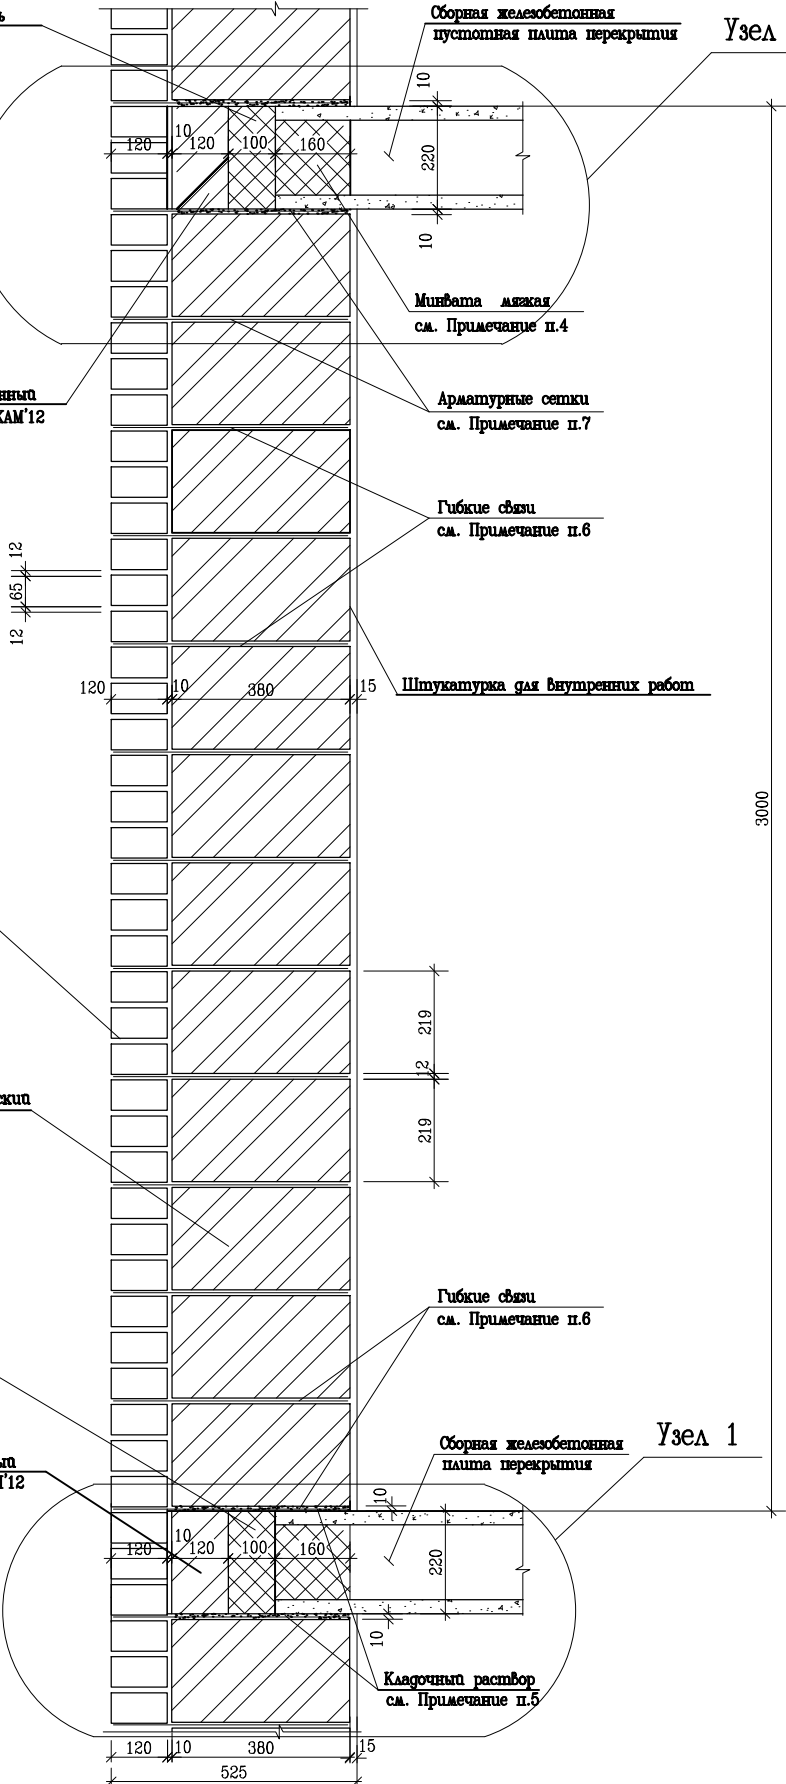 Сборная железобетонная
пустотная плита перекрытия
Узел
10
10
120
120
100
160
220
10
Минвата мягкая
см. Примечание п.4
Арматурные сетки
см. Примечание п.7
КАМ'12
Гибкие связи
см. Примечание п.6
12
65
12
120
10
380
15
Штукатурка для внутренних работ
3000
219
12
219
Гибкие связи
см. Примечание п.6
Узел 1
Сборная железобетонная
плита перекрытия
10
10
120
120
100
160
220
10
Кладочный раствор
см. Примечание п.5
120
10
380
15
525